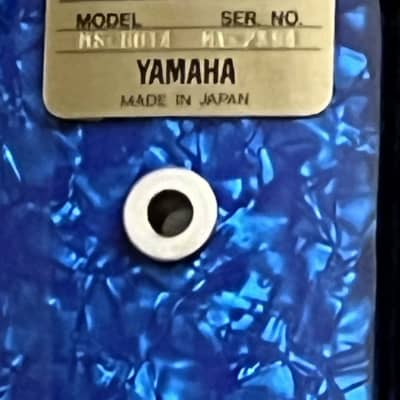 MODEL SER. NO.
YAMAHA
MADE IN JAPAN